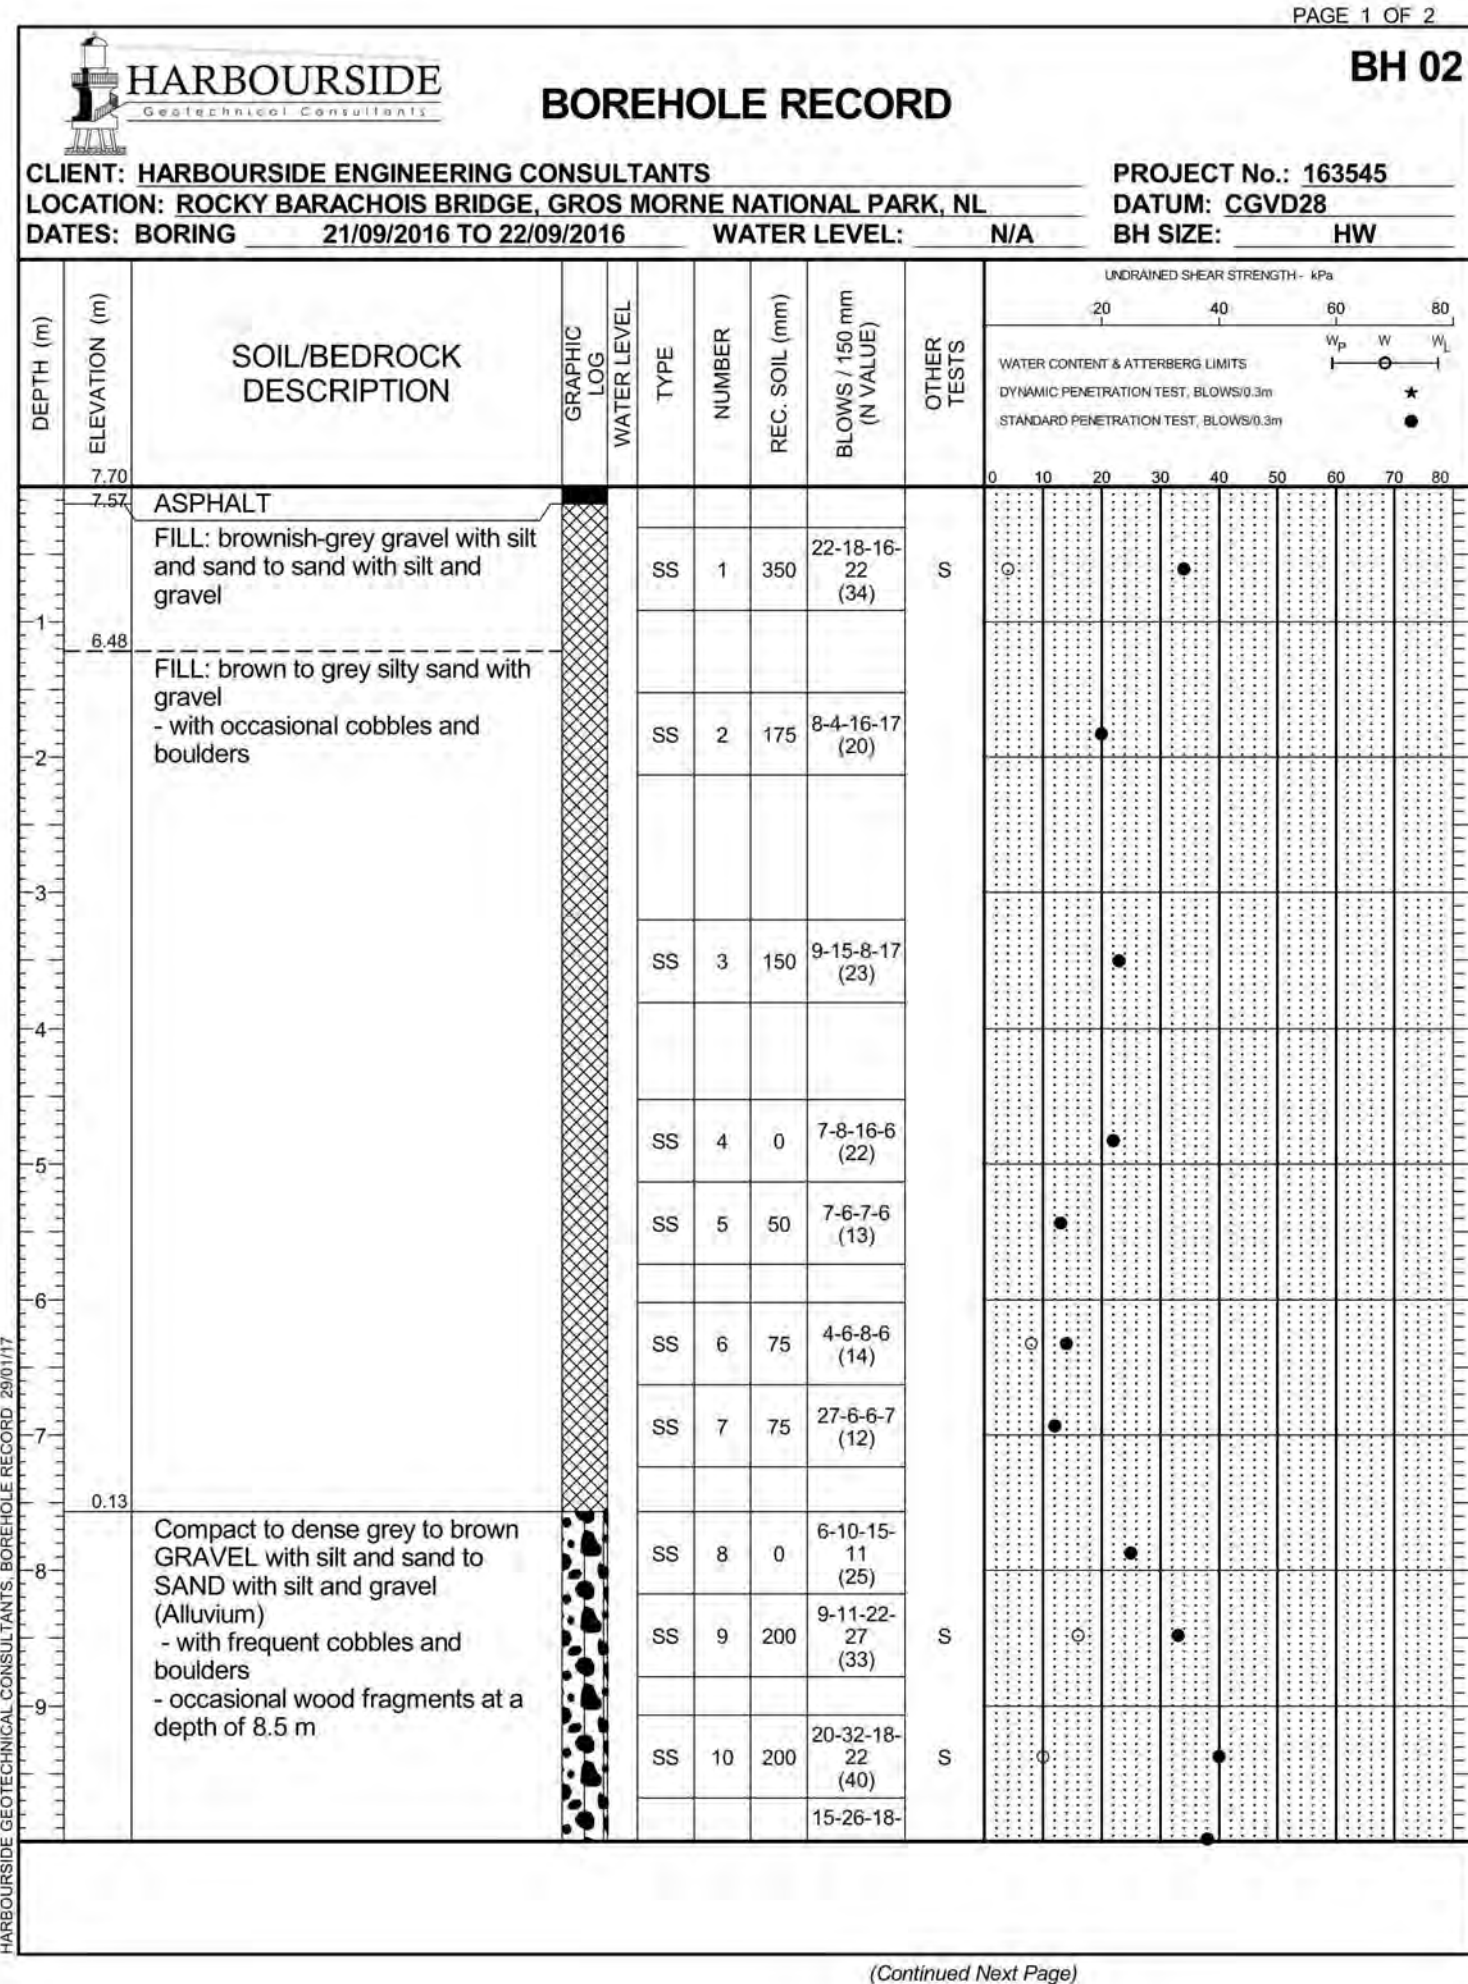 PAGE 1 OF 2
HARBOURSIDE
Geotechnical Consultants
BOREHOLE RECORD
BH 02
CLIENT: HARBOURSIDE ENGINEERING CONSULTANTS
PROJECT No.: 163545
LOCATION: ROCKY BARACHOIS BRIDGE, GROS MORNE NATIONAL PARK, NL
DATUM: CGVD28
DATES: BORING 21/09/2016 TO 22/09/2016 WATER LEVEL: N/A BH SIZE: HW
DEPTH (m)
ELEVATION (m)
SOIL/BEDROCK
DESCRIPTION
GRAPHIC
LOG
WATER LEVEL
TYPE
NUMBER
REC. SOIL (mm)
BLOWS / 150 mm
(N VALUE)
OTHER
TESTS
UNDRAINED SHEAR STRENGTH - kPa
20 40 60 80
WP W WL
WATER CONTENT & ATTERBERG LIMITS
DYNAMIC PENETRATION TEST, BLOWS/0.3m ★
STANDARD PENETRATION TEST, BLOWS/0.3m ●
0 10 20 30 40 50 60 70 80
7.70
7.57
ASPHALT
FILL: brownish-grey gravel with silt
and sand to sand with silt and
gravel
SS 1 350 22-18-16-
22
(34)
S
1
6.48
FILL: brown to grey silty sand with
gravel
- with occasional cobbles and
boulders
SS 2 175 8-4-16-17
(20)
2
3
SS 3 150 9-15-8-17
(23)
4
SS 4 0 7-8-16-6
(22)
5
SS 5 50 7-6-7-6
(13)
6
SS 6 75 4-6-8-6
(14)
SS 7 75 27-6-6-7
(12)
7
0.13
Compact to dense grey to brown
GRAVEL with silt and sand to
SAND with silt and gravel
(Alluvium)
- with frequent cobbles and
boulders
- occasional wood fragments at a
depth of 8.5 m
SS 8 0 6-10-15-
11
(25)
8
SS 9 200 9-11-22-
27
(33)
S
9
SS 10 200 20-32-18-
22
(40)
S
15-26-18-
HARBOURSIDE GEOTECHNICAL CONSULTANTS, BOREHOLE RECORD 29/01/17
(Continued Next Page)